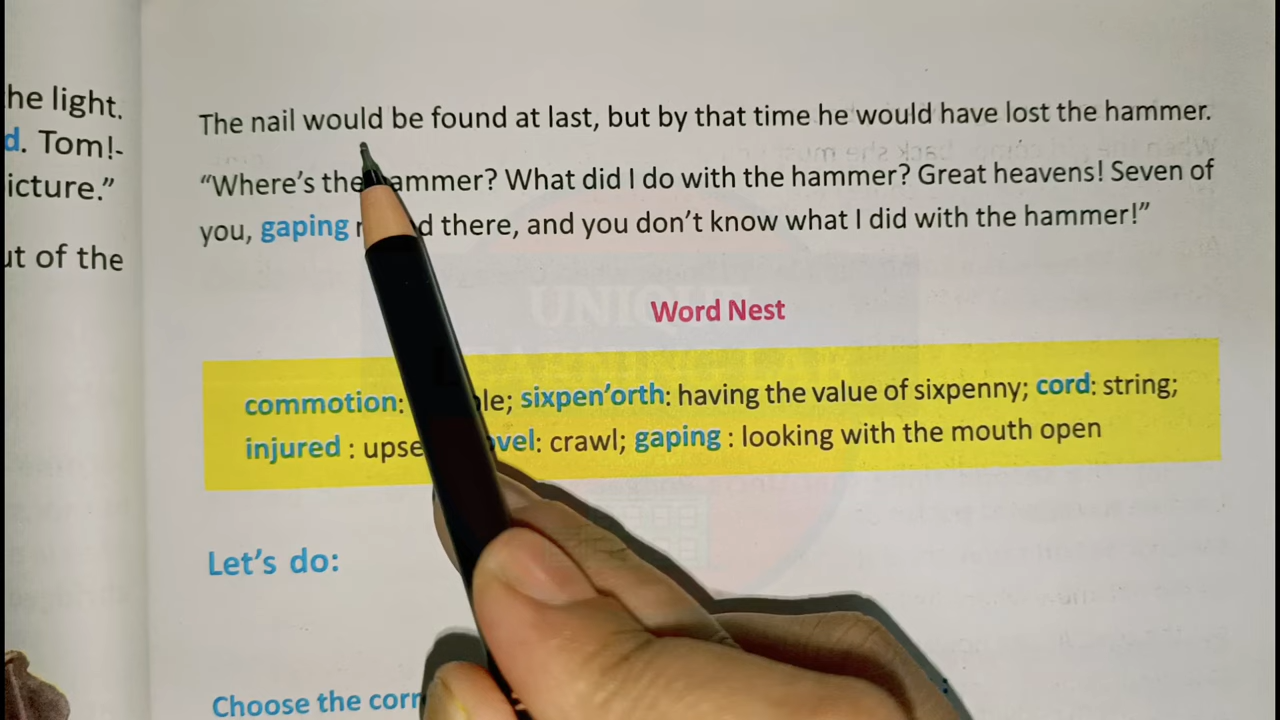 he light.
d. Tom!-
icture.”
ut of the
The nail would be found at last, but by that time he would have lost the hammer.
“Where’s the hammer? What did I do with the hammer? Great heavens! Seven of
you, gaping there, and you don’t know what I did with the hammer!”
Word Nest
commotion: le; sixpen’orth: having the value of sixpenny; cord: string;
injured : upse vel: crawl; gaping : looking with the mouth open
Let’s do:
Choose the corr